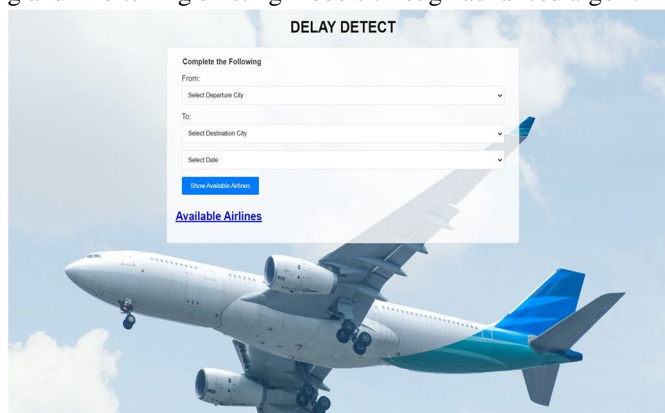 DELAY DETECT
Complete the Following
From:
Select Departure City
To:
Select Destination City
Select Date
Show Available Airlines
Available Airlines